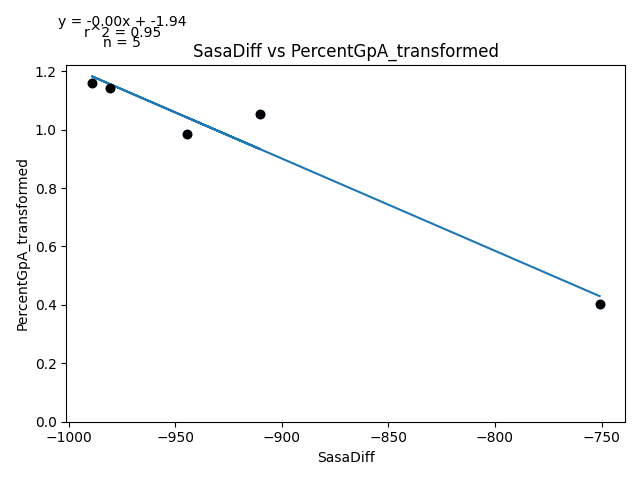 y = -0.00x + -1.94
r^2 = 0.95
n = 5
SasaDiff vs PercentGpA_transformed
1.2
1.0
0.8
0.6
0.4
0.2
0.0
PercentGpA_transformed
−1000 −950 −900 −850 −800 −750
SasaDiff